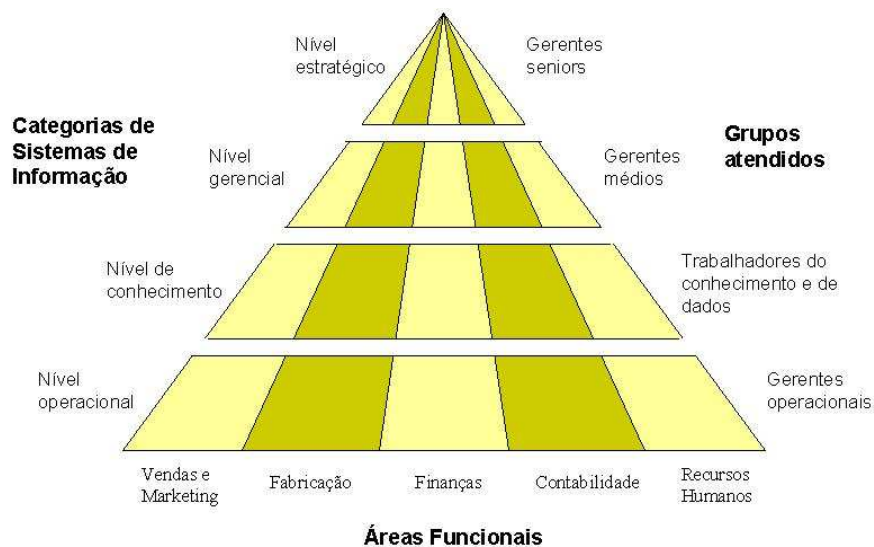 Nível
estratégico
Gerentes
seniors
Categorias de
Sistemas de
Informação
Nível
gerencial
Gerentes
médios
Grupos
atendidos
Nível de
conhecimento
Trabalhadores do
conhecimento e de
dados
Nível
operacional
Gerentes
operacionais
Vendas e
Marketing
Fabricação
Finanças
Contabilidade
Recursos
Humanos
Áreas Funcionais